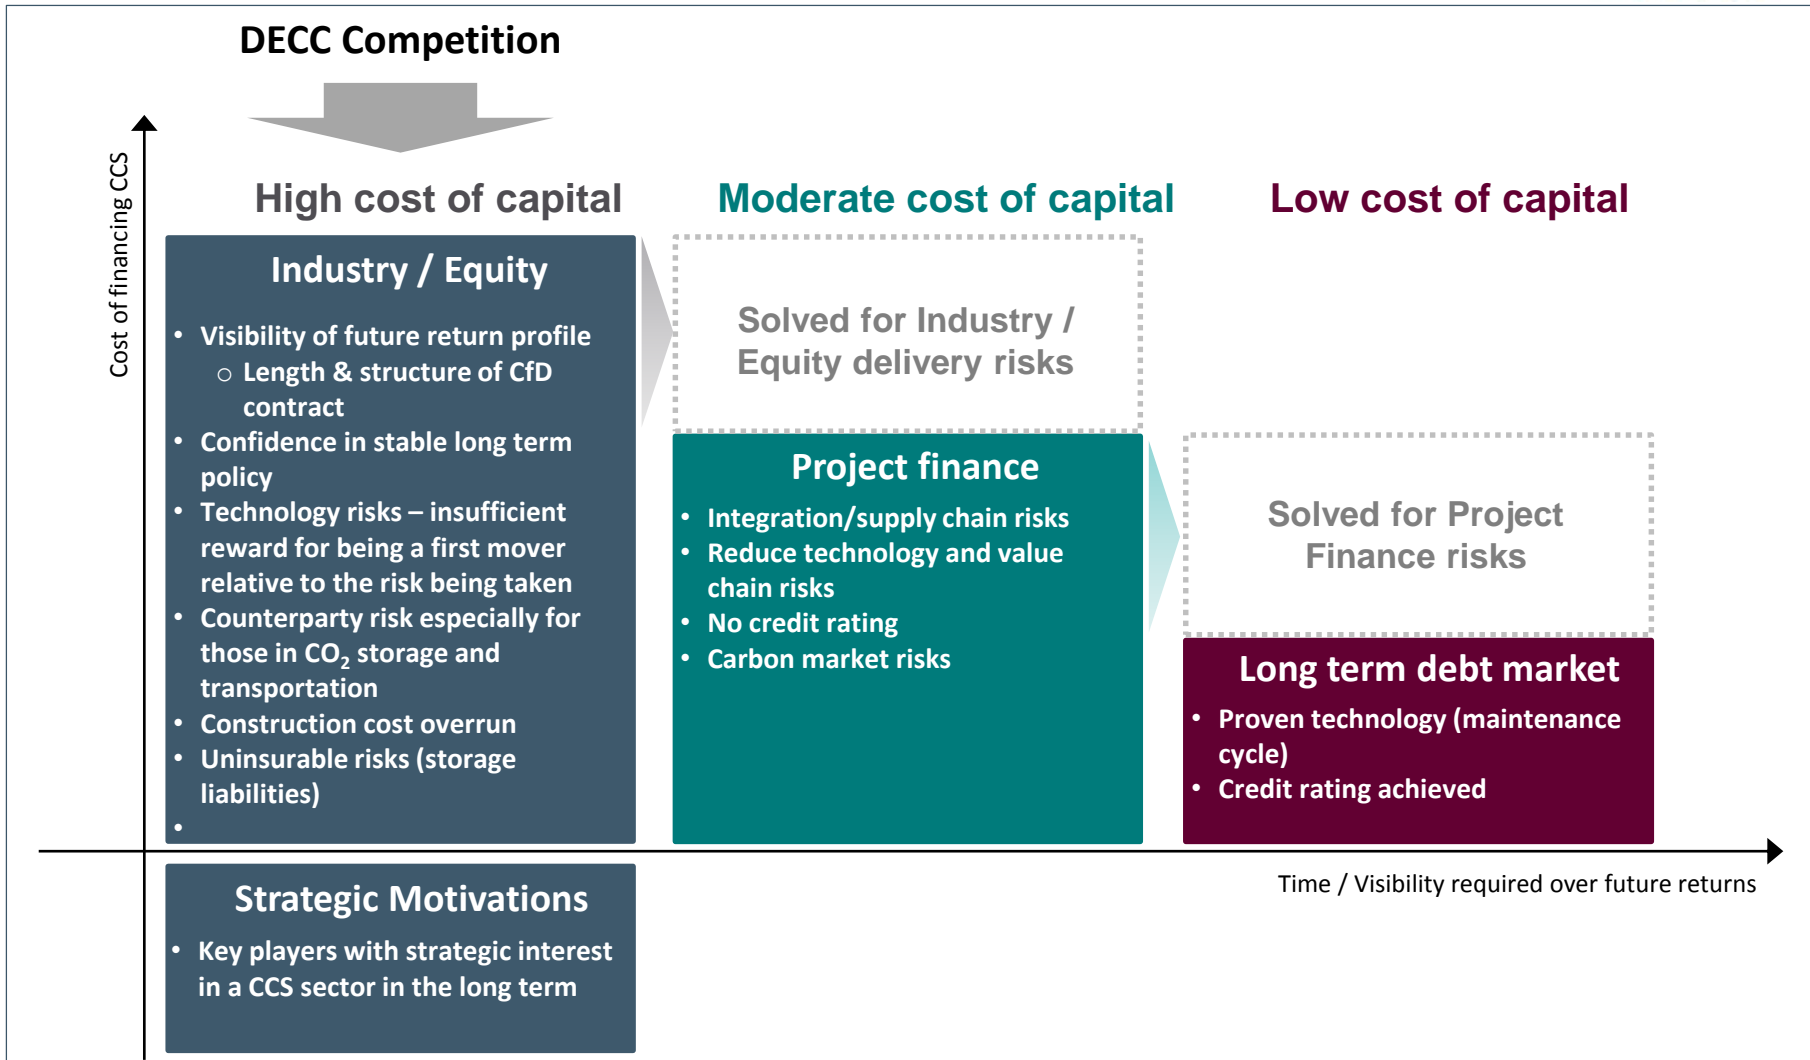 DECC Competition
Cost of financing CCS
High cost of capital
Moderate cost of capital
Low cost of capital
Industry / Equity
• Visibility of future return profile
○ Length & structure of CfD
contract
• Confidence in stable long term
policy
• Technology risks – insufficient
reward for being a first mover
relative to the risk being taken
• Counterparty risk especially for
those in CO₂ storage and
transportation
• Construction cost overrun
• Uninsurable risks (storage
liabilities)
•
Solved for Industry /
Equity delivery risks
Project finance
• Integration/supply chain risks
• Reduce technology and value
chain risks
• No credit rating
• Carbon market risks
Solved for Project
Finance risks
Long term debt market
• Proven technology (maintenance
cycle)
• Credit rating achieved
Time / Visibility required over future returns
Strategic Motivations
• Key players with strategic interest
in a CCS sector in the long term